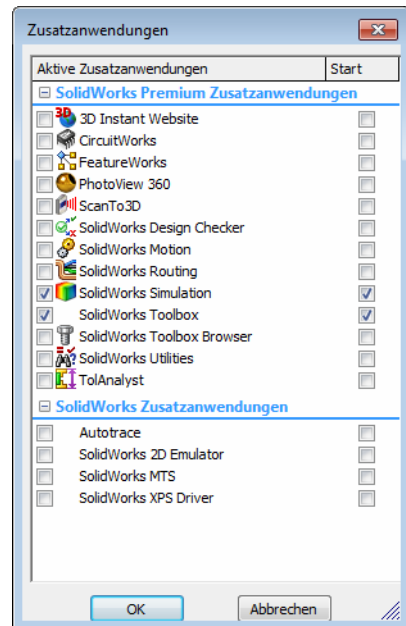 Zusatzanwendungen
Aktive Zusatzanwendungen Start
SolidWorks Premium Zusatzanwendungen
3D 3D Instant Website
CircuitWorks
FeatureWorks
PhotoView 360
ScanTo3D
SolidWorks Design Checker
SolidWorks Motion
SolidWorks Routing
SolidWorks Simulation
SolidWorks Toolbox
SolidWorks Toolbox Browser
SolidWorks Utilities
TolAnalyst
SolidWorks Zusatzanwendungen
Autotrace
SolidWorks 2D Emulator
SolidWorks MTS
SolidWorks XPS Driver
OK Abbrechen